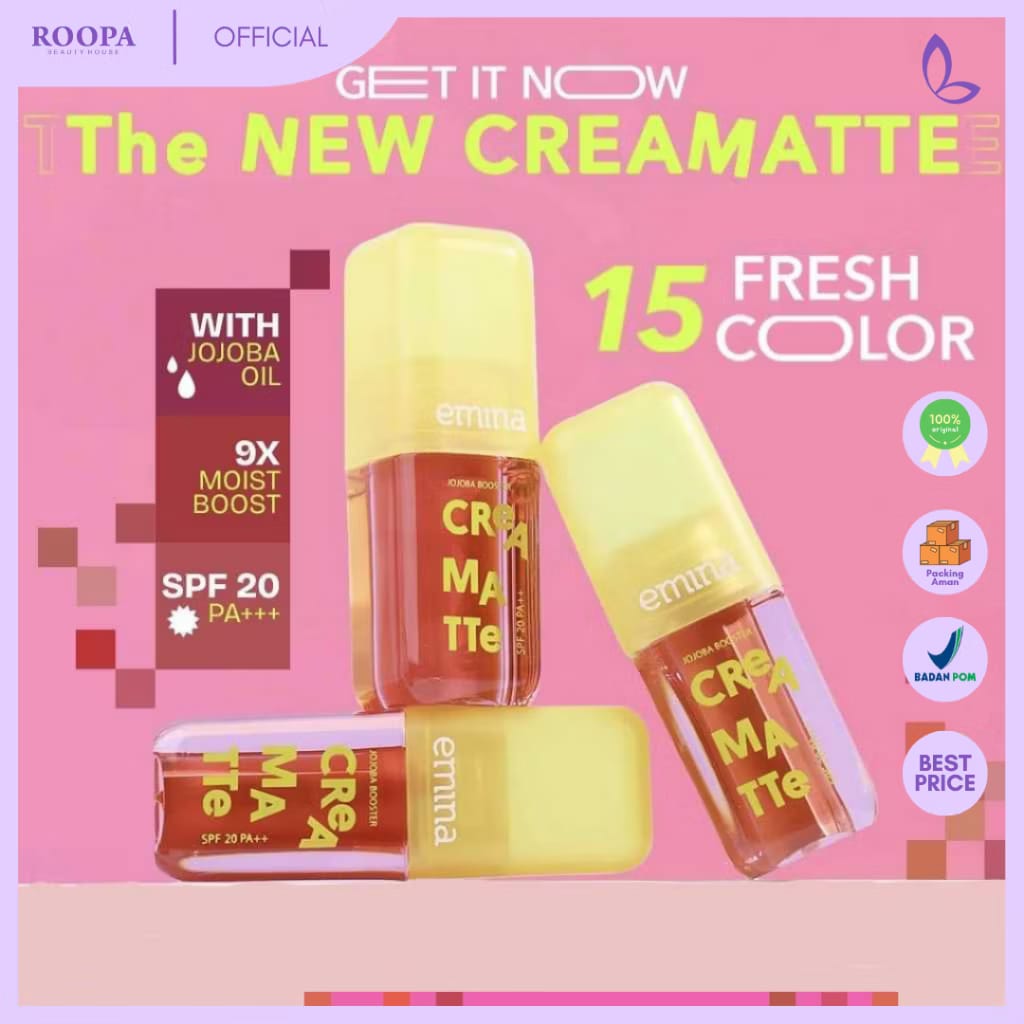 ROOPA
BEAUTY HOUSE
OFFICIAL
GET IT NOW
The NEW CREAMATTE
15 FRESH
COLOR
WITH
JOJOBA
OIL
9X
MOIST
BOOST
SPF 20
PA+++
emina
JOJOBA BOOSTER
CReA
MA
TTe
SPF 20 PA++
emina
JOJOBA BOOSTER
CReA
MA
TTe
emina
JOJOBA BOOSTER
CReA
MA
TTe
SPF 20 PA++
100%
original
Packing
Aman
BADAN POM
BEST
PRICE